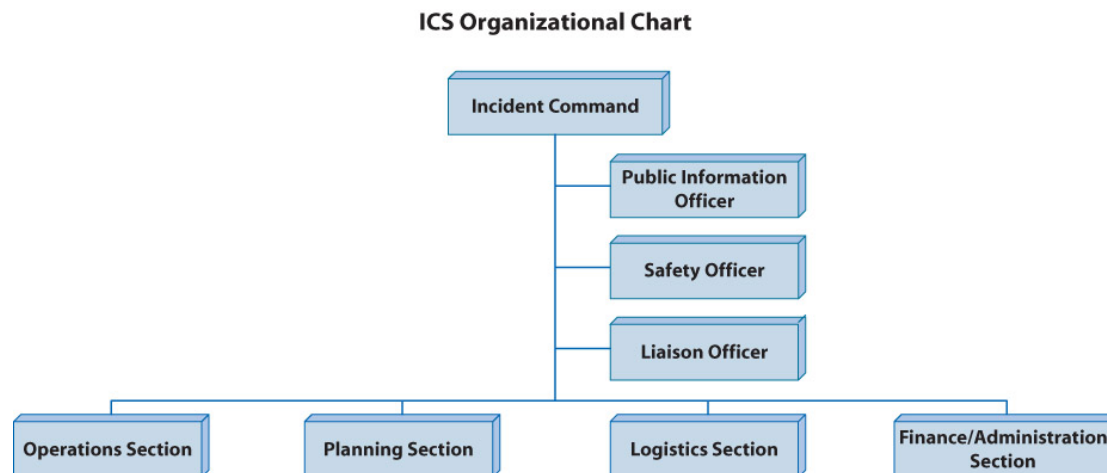 ICS Organizational Chart
Incident Command
Public Information
Officer
Safety Officer
Liaison Officer
Operations Section
Planning Section
Logistics Section
Finance/Administration
Section